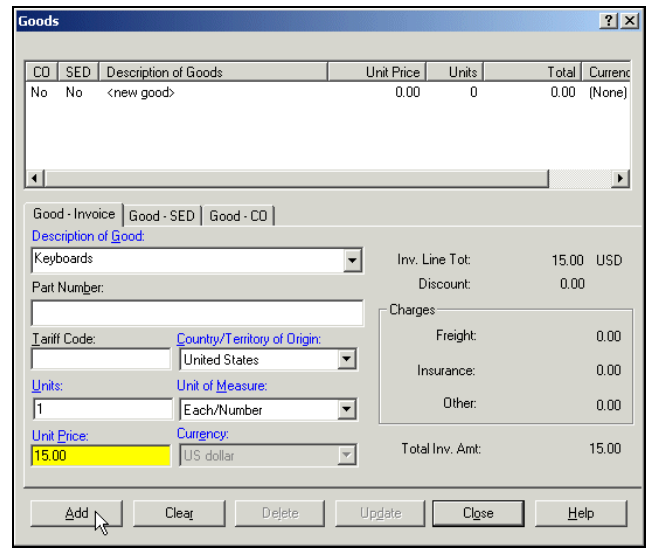 Goods
CO SED Description of Goods Unit Price Units Total Currenc
No No <new good> 0.00 0 0.00 (None)
Good - Invoice Good - SED Good - CO
Description of Good:
Keyboards
Inv. Line Tot: 15.00 USD
Part Number:
Discount: 0.00
Charges
Tariff Code: Country/Territory of Origin:
Freight: 0.00
United States
Insurance: 0.00
Units: Unit of Measure:
1 Each/Number
Other: 0.00
Unit Price: Currency:
15.00 US dollar
Total Inv. Amt: 15.00
Add Clear Delete Update Close Help